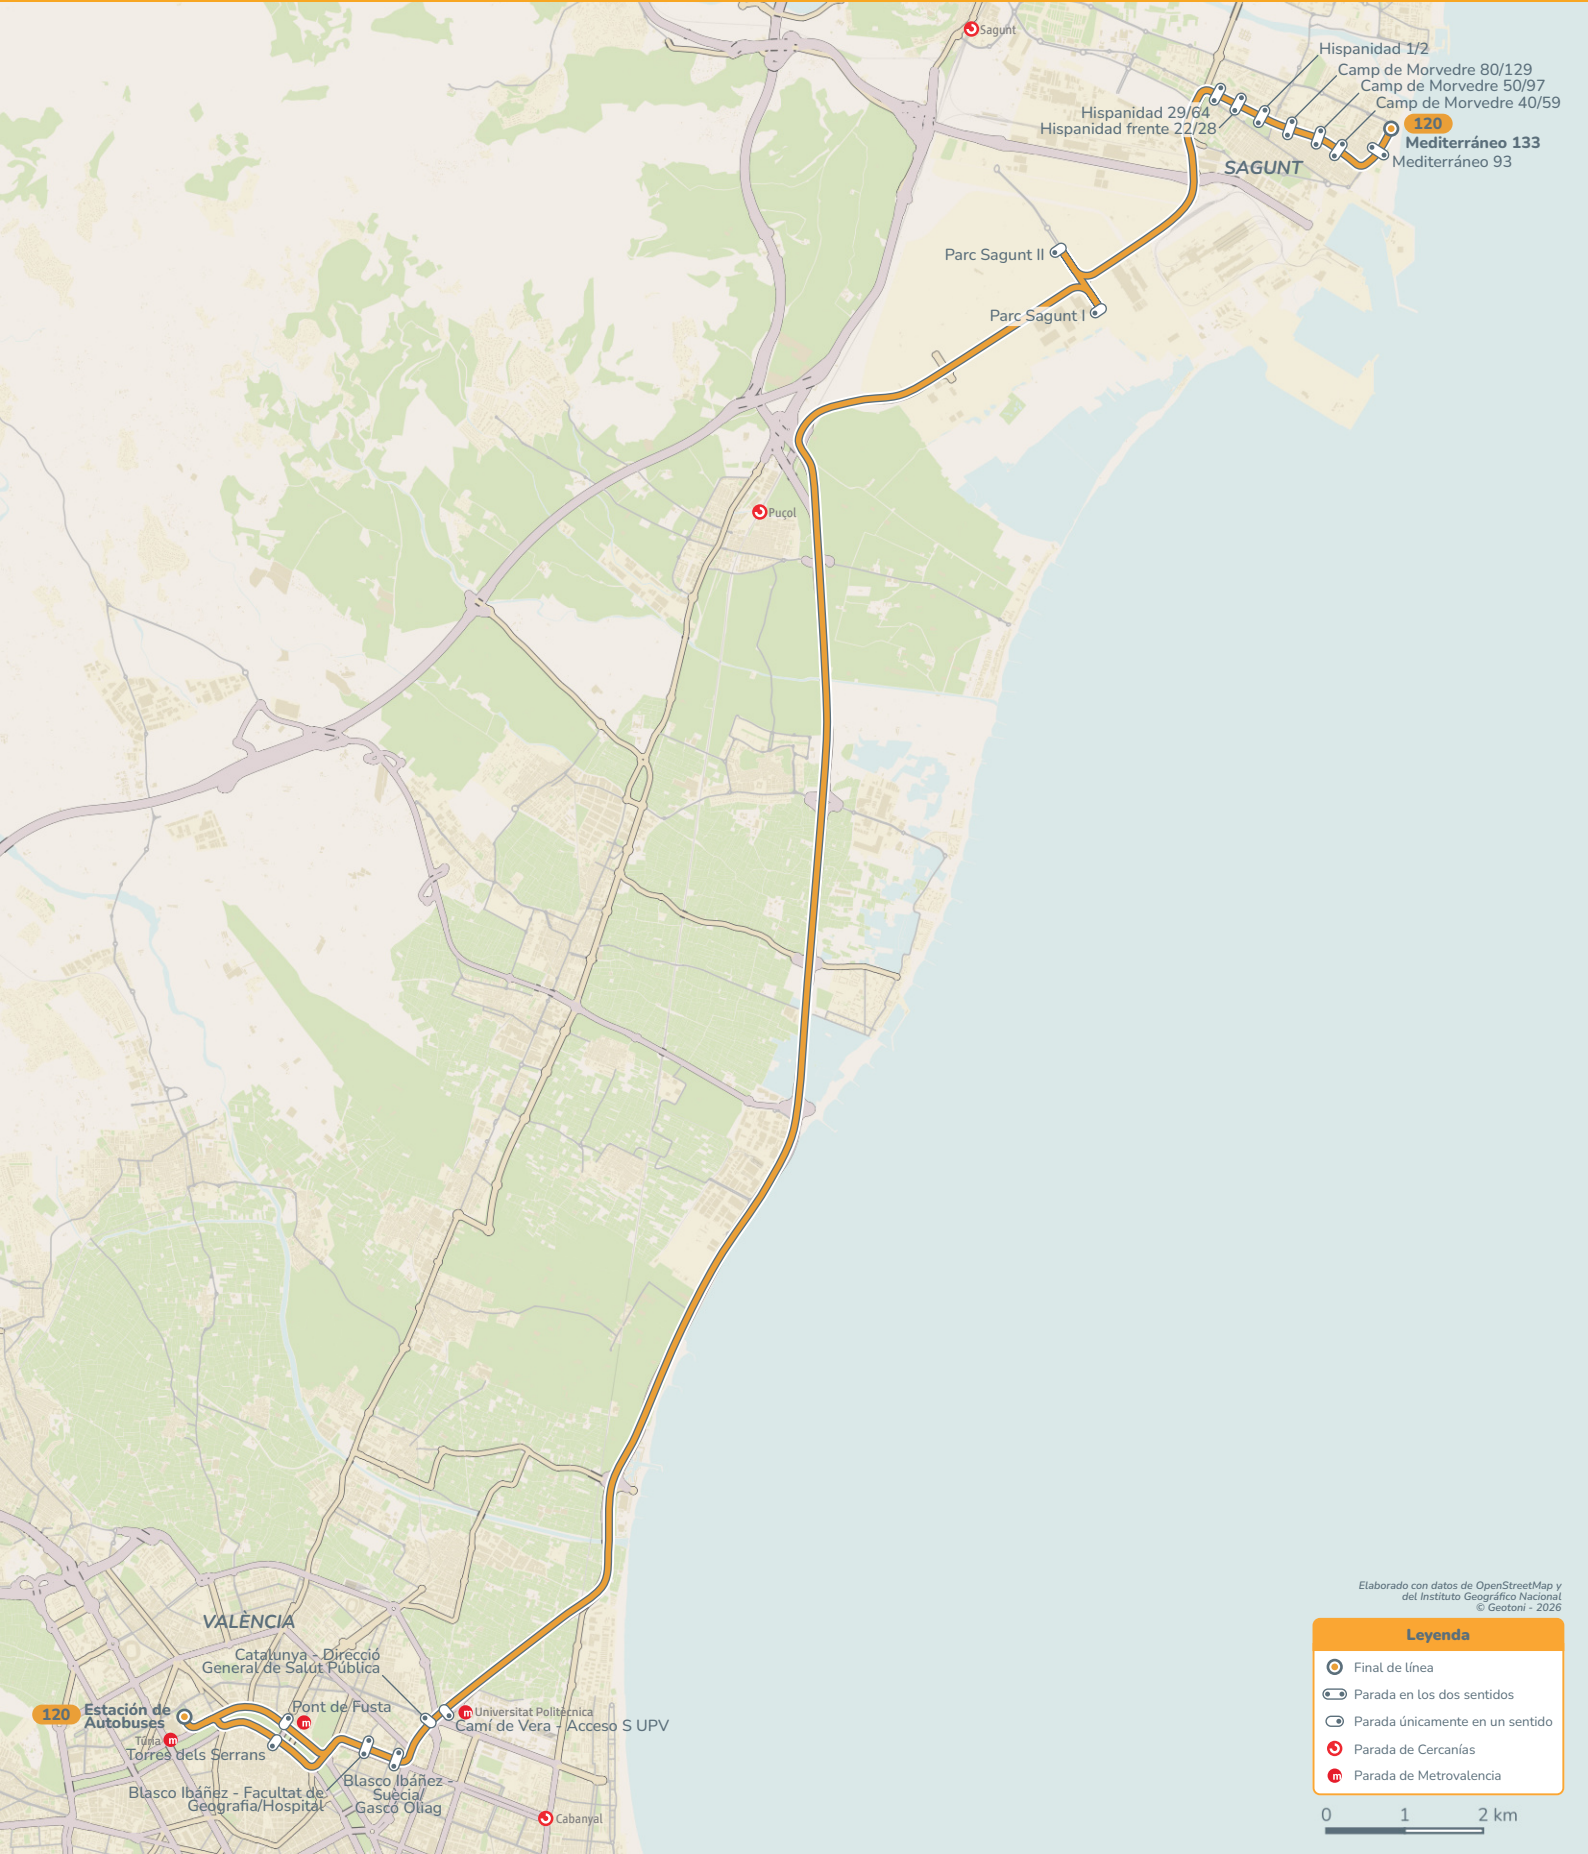 Sagunt
Hispanidad 1/2
Camp de Morvedre 80/129
Camp de Morvedre 50/97
Camp de Morvedre 40/59
Hispanidad 29/64
Hispanidad frente 22/28
120
Mediterráneo 133
Mediterráneo 93
SAGUNT
Parc Sagunt II
Parc Sagunt I
Puçol
Elaborado con datos de OpenStreetMap y
del Instituto Geográfico Nacional
© Geotoni - 2026
Leyenda
Final de línea
Parada en los dos sentidos
Parada únicamente en un sentido
Parada de Cercanías
m Parada de Metrovalencia
0 1 2 km
VALÈNCIA
Catalunya - Direcció
General de Salut Pública
120
Estación de
Autobuses
Pont de Fusta
m
m Universitat Politècnica
Camí de Vera - Acceso S UPV
Túria m
Torres dels Serrans
Blasco Ibáñez - Facultat de
Geografia/Hospital
Blasco Ibáñez -
Suècia/
Gascó Oliag
Cabanyal